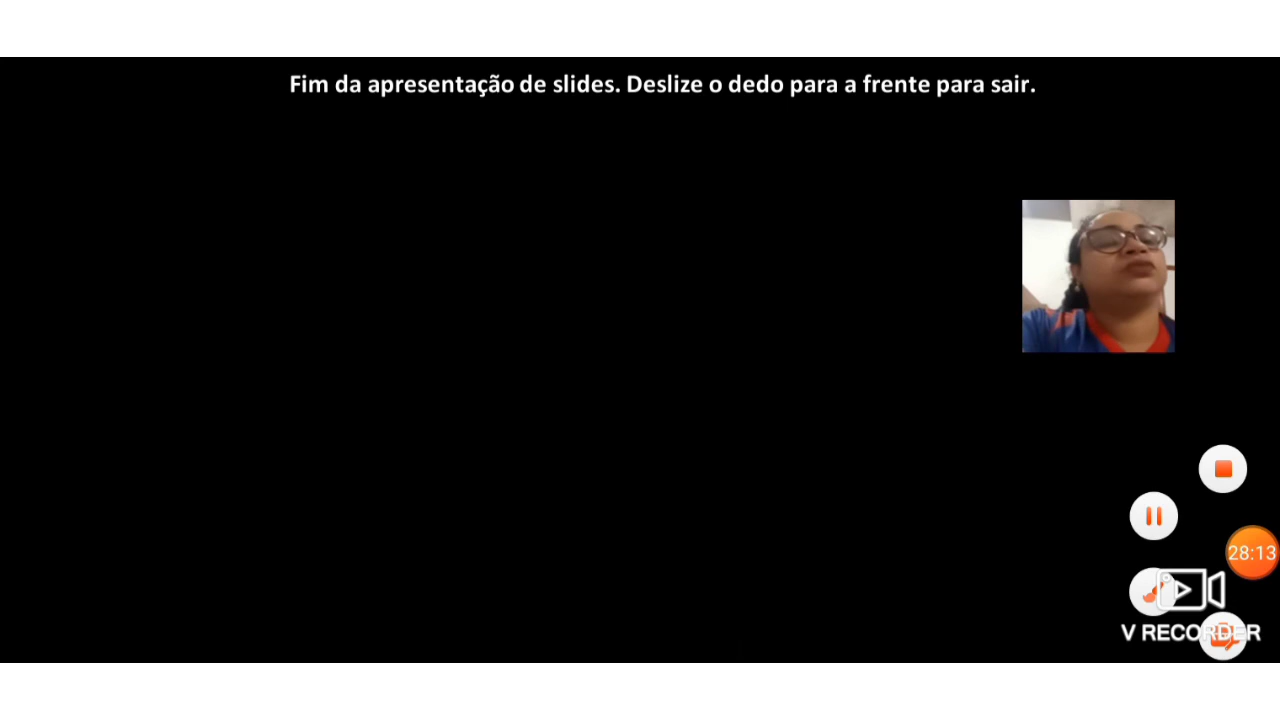 Fim da apresentação de slides. Deslize o dedo para a frente para sair.
28:13
V RECORDER